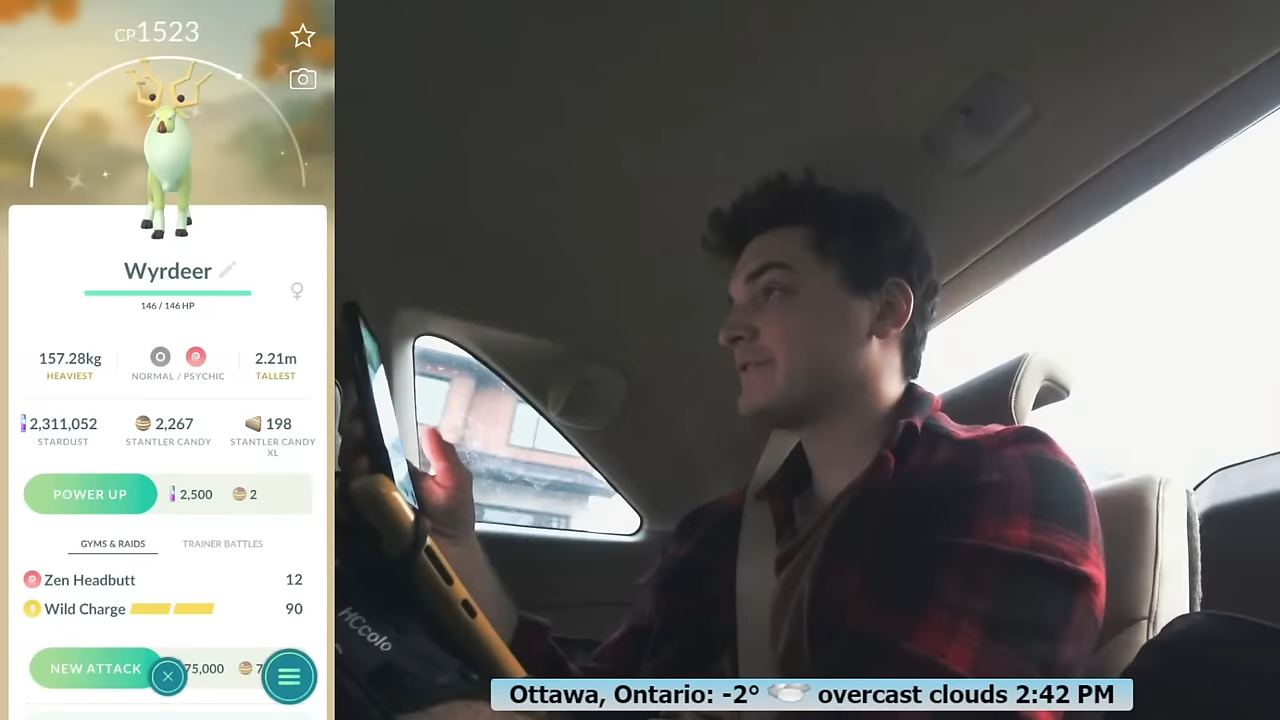 CP1523
Wyrdeer
146 / 146 HP
157.28kg
HEAVIEST
NORMAL / PSYCHIC
2.21m
TALLEST
2,311,052
STARDUST
2,267
STANTLER CANDY
198
STANTLER CANDY
XL
POWER UP 2,500 2
GYMS & RAIDS TRAINER BATTLES
Zen Headbutt 12
Wild Charge 90
NEW ATTACK 75,000 7
HCcolo
Ottawa, Ontario: -2° overcast clouds 2:42 PM